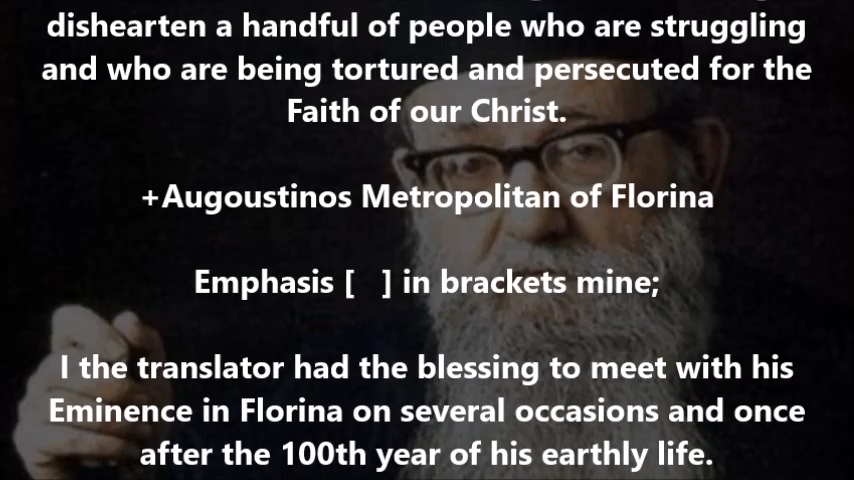 dishearten a handful of people who are struggling
and who are being tortured and persecuted for the
Faith of our Christ.
+Augoustinos Metropolitan of Florina
Emphasis [   ] in brackets mine;
I the translator had the blessing to meet with his
Eminence in Florina on several occasions and once
after the 100th year of his earthly life.